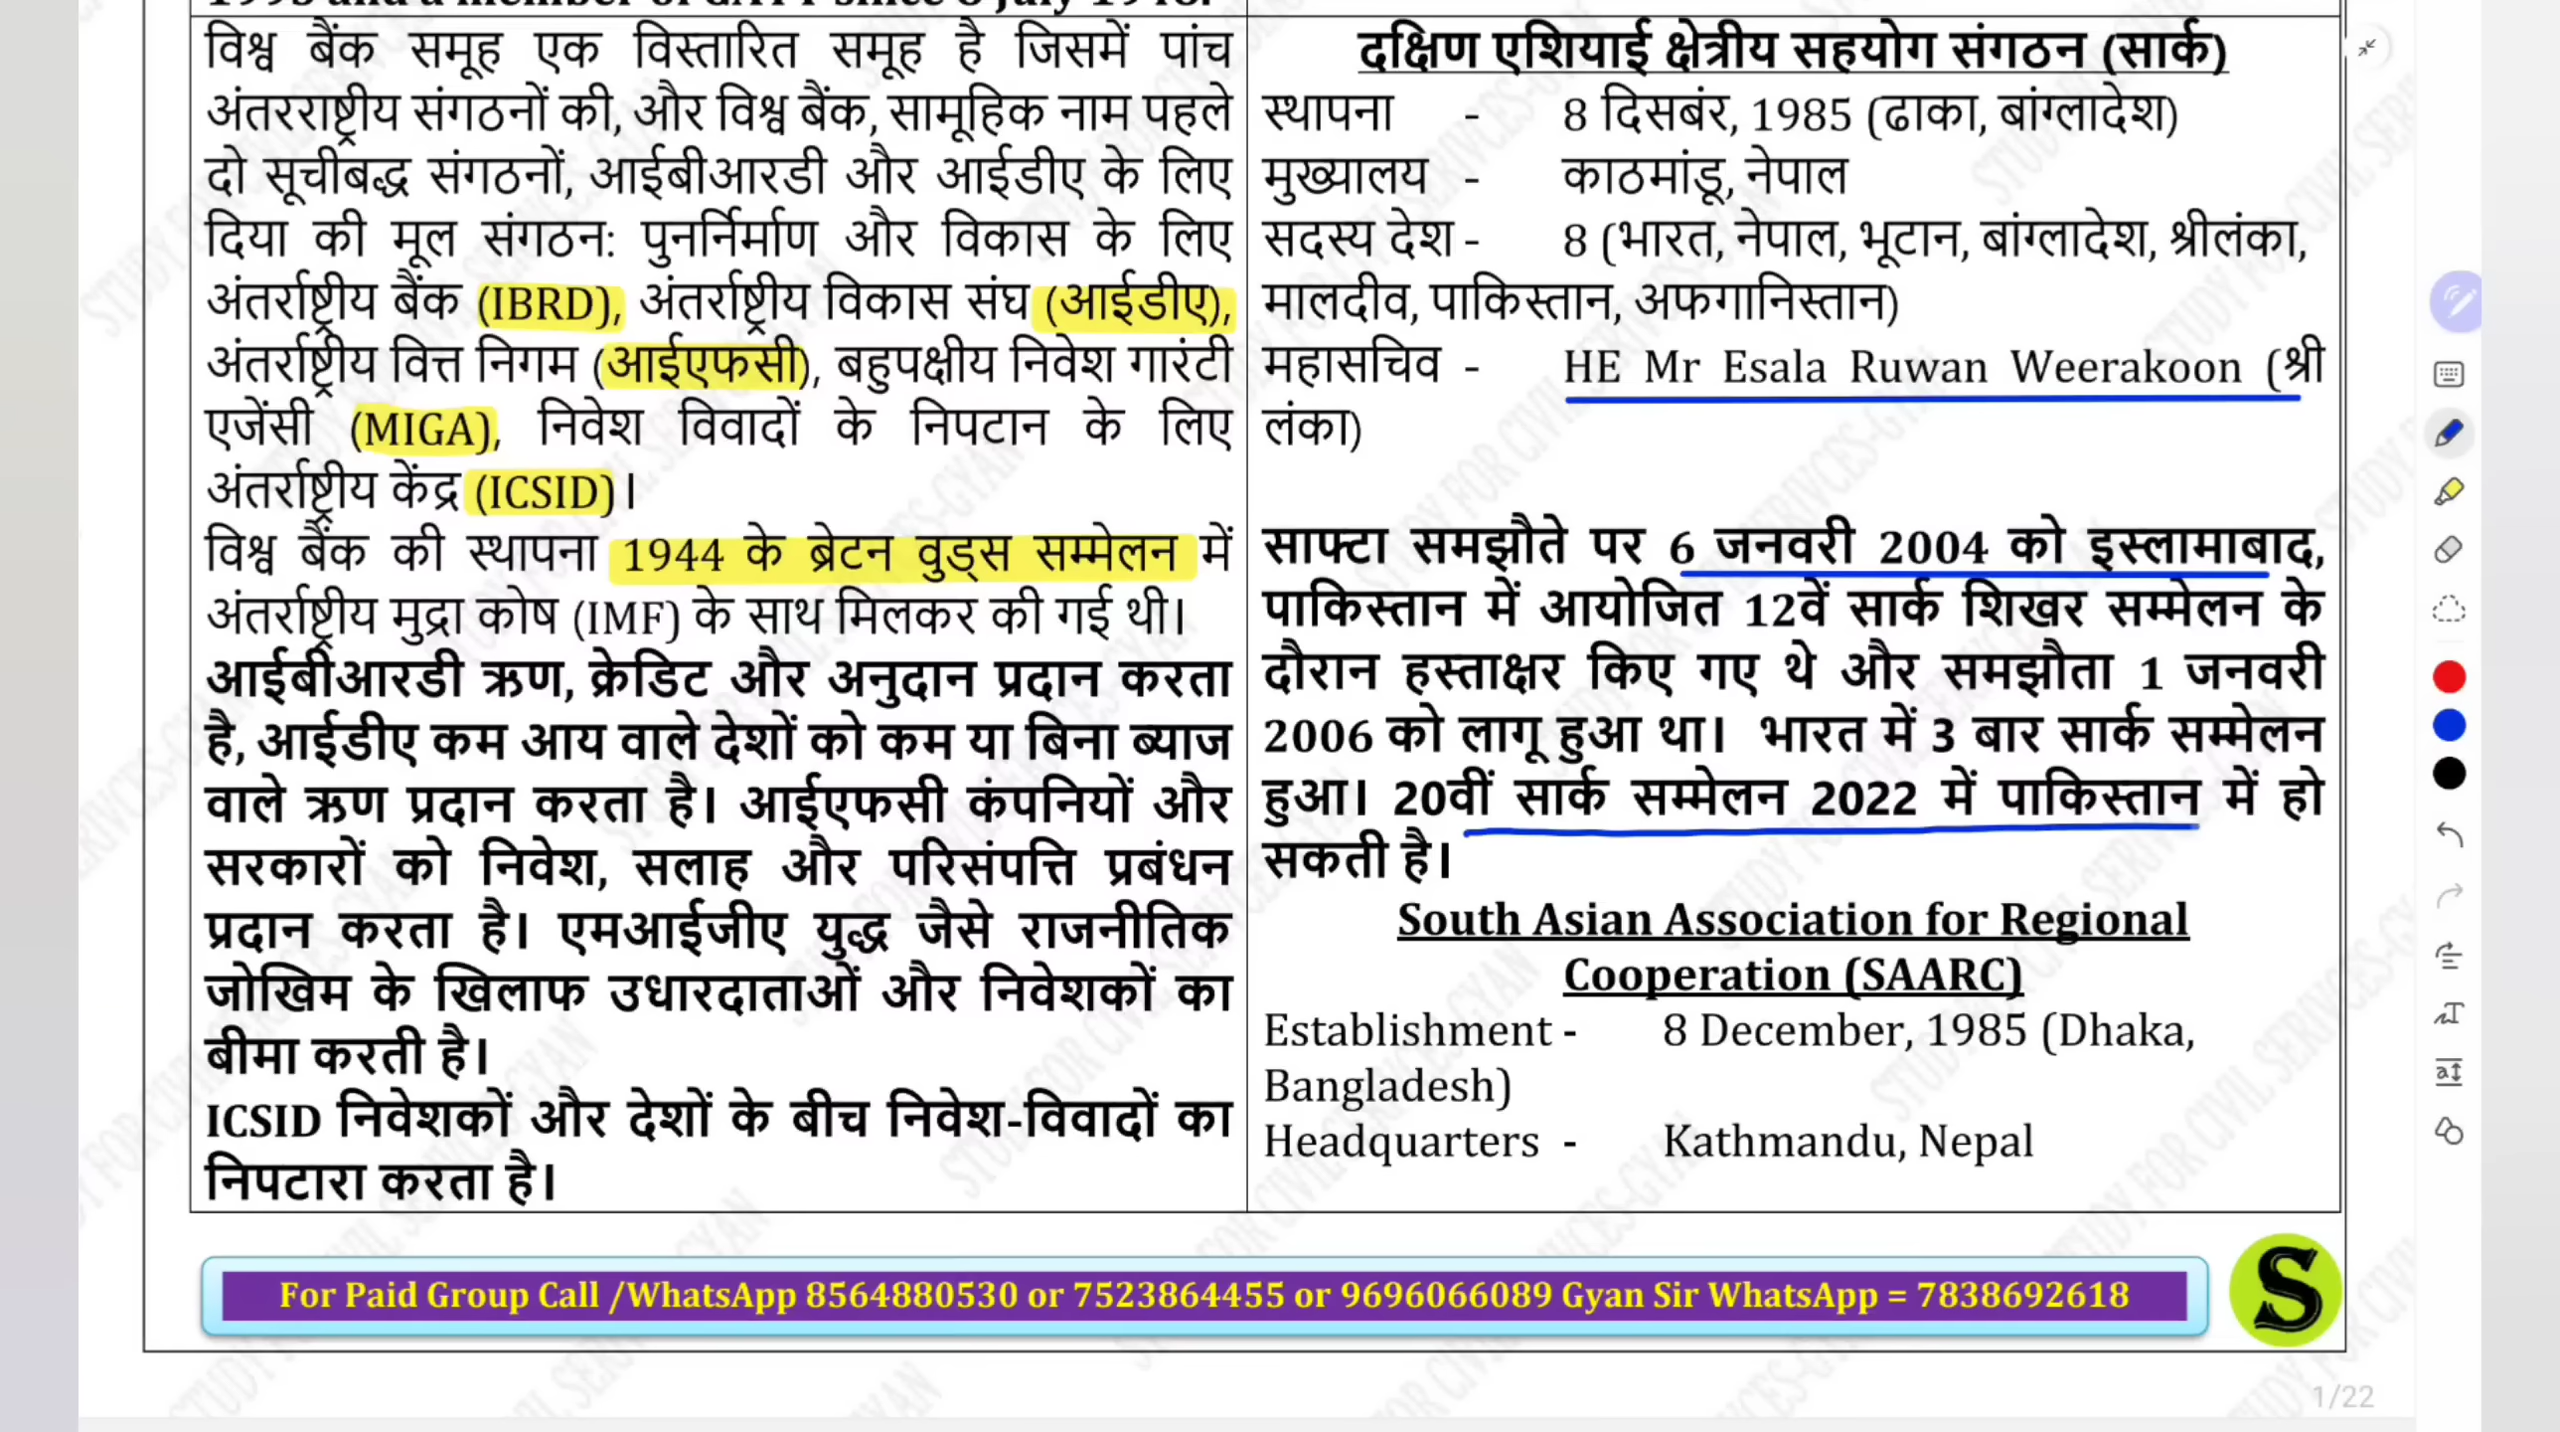 विश्व बैंक समूह एक विस्तारित समूह है जिसमें पांच
अंतरराष्ट्रीय संगठनों की, और विश्व बैंक, सामूहिक नाम पहले
दो सूचीबद्ध संगठनों, आईबीआरडी और आईडीए के लिए
दिया की मूल संगठन: पुनर्निर्माण और विकास के लिए
अंतर्राष्ट्रीय बैंक (IBRD), अंतर्राष्ट्रीय विकास संघ (आईडीए),
अंतर्राष्ट्रीय वित्त निगम (आईएफसी), बहुपक्षीय निवेश गारंटी
एजेंसी (MIGA), निवेश विवादों के निपटान के लिए
अंतर्राष्ट्रीय केंद्र (ICSID)।
विश्व बैंक की स्थापना 1944 के ब्रेटन वुड्स सम्मेलन में
अंतर्राष्ट्रीय मुद्रा कोष (IMF) के साथ मिलकर की गई थी।
आईबीआरडी ऋण, क्रेडिट और अनुदान प्रदान करता
है, आईडीए कम आय वाले देशों को कम या बिना ब्याज
वाले ऋण प्रदान करता है। आईएफसी कंपनियों और
सरकारों को निवेश, सलाह और परिसंपत्ति प्रबंधन
प्रदान करता है। एमआईजीए युद्ध जैसे राजनीतिक
जोखिम के खिलाफ उधारदाताओं और निवेशकों का
बीमा करती है।
ICSID निवेशकों और देशों के बीच निवेश-विवादों का
निपटारा करता है।
दक्षिण एशियाई क्षेत्रीय सहयोग संगठन (सार्क)
स्थापना - 8 दिसबंर, 1985 (ढाका, बांग्लादेश)
मुख्यालय - काठमांडू, नेपाल
सदस्य देश - 8 (भारत, नेपाल, भूटान, बांग्लादेश, श्रीलंका,
मालदीव, पाकिस्तान, अफगानिस्तान)
महासचिव - HE Mr Esala Ruwan Weerakoon (श्री
लंका)
साफ्टा समझौते पर 6 जनवरी 2004 को इस्लामाबाद,
पाकिस्तान में आयोजित 12वें सार्क शिखर सम्मेलन के
दौरान हस्ताक्षर किए गए थे और समझौता 1 जनवरी
2006 को लागू हुआ था। भारत में 3 बार सार्क सम्मेलन
हुआ। 20वीं सार्क सम्मेलन 2022 में पाकिस्तान में हो
सकती है।
South Asian Association for Regional
Cooperation (SAARC)
Establishment - 8 December, 1985 (Dhaka,
Bangladesh)
Headquarters - Kathmandu, Nepal
For Paid Group Call /WhatsApp 8564880530 or 7523864455 or 9696066089 Gyan Sir WhatsApp = 7838692618
S
1/22